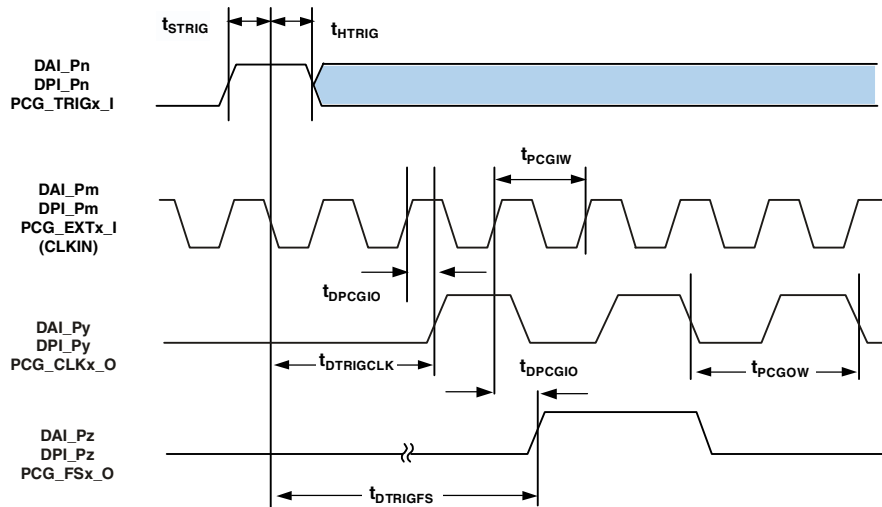 tSTRIG
tHTRIG
DAI_Pn
DPI_Pn
PCG_TRIGx_I
tPCGIW
DAI_Pm
DPI_Pm
PCG_EXTx_I
(CLKIN)
tDPCGIO
DAI_Py
DPI_Py
PCG_CLKx_O
tDTRIGCLK
tDPCGIO
tPCGOW
DAI_Pz
DPI_Pz
PCG_FSx_O
tDTRIGFS